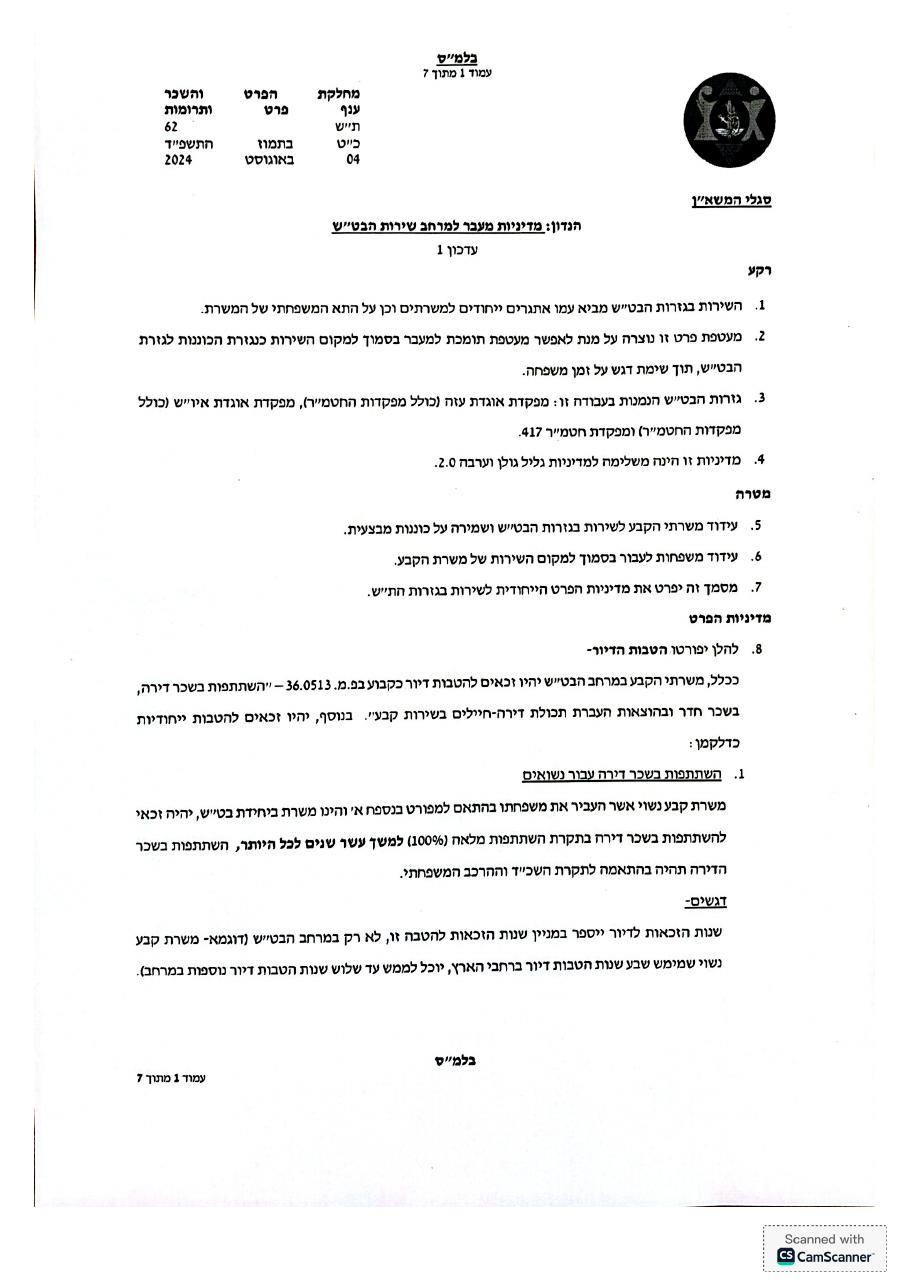 בלמ״ס
עמוד 1 מתוך 7
מחלקת הפרט והשכר
ענף פרט ותרומות
ת״ש 62
כ״ט בתמוז התשפ״ד
04 באוגוסט 2024
סגלי המשא״ן
הנדון: מדיניות מעבר למרחב שירות הבט״ש
עדכון 1
רקע
1. השירות בגזרות הבט״ש מביא עמו אתגרים ייחודים למשרתים וכן על התא המשפחתי של המשרת.
2. מעטפת פרט זו נוצרה על מנת לאפשר מעטפת תומכת למעבר בסמוך למקום השירות כנגזרת הכוננות לגזרת
הבט״ש, תוך שימת דגש על זמן משפחה.
3. גזרות הבט״ש הנמנות בעבודה זו: מפקדת אוגדת עזה (כולל מפקדות החטמ״ר), מפקדת אוגדת איו״ש (כולל
מפקדות החטמ״ר) ומפקדת חטמ״ר 417.
4. מדיניות זו הינה משלימה למדיניות גליל גולן וערבה 2.0.
מטרה
5. עידוד משרתי הקבע לשירות בגזרות הבט״ש ושמירה על כוננות מבצעית.
6. עידוד משפחות לעבור בסמוך למקום השירות של משרת הקבע.
7. מסמך זה יפרט את מדיניות הפרט הייחודית לשירות בגזרות הת״ש.
מדיניות הפרט
8. להלן יפורטו הטבות הדיור-
ככלל, משרתי הקבע במרחב הבט״ש יהיו זכאים להטבות דיור כקבוע בפ.מ. 36.0513 – ״השתתפות בשכר דירה,
בשכר חדר ובהוצאות העברת תכולת דירה-חיילים בשירות קבע״. בנוסף, יהיו זכאים להטבות ייחודיות
כדלקמן:
1. השתתפות בשכר דירה עבור נשואים
משרת קבע נשוי אשר העביר את משפחתו בהתאם למפורט בנספח א׳ והינו משרת ביחידת בט״ש, יהיה זכאי
להשתתפות בשכר דירה בתקרת השתתפות מלאה (100%) למשך עשר שנים לכל היותר, השתתפות בשכר
הדירה תהיה בהתאמה לתקרת השכ״ד וההרכב המשפחתי.
דגשים-
שנות הזכאות לדיור ייספר במניין שנות הזכאות להטבה זו, לא רק במרחב הבט״ש (דוגמא- משרת קבע
נשוי שמימש שבע שנות הטבות דיור ברחבי הארץ, יוכל לממש עד שלוש שנות הטבות דיור נוספות במרחב).
בלמ״ס
עמוד 1 מתוך 7
Scanned with
CS CamScanner